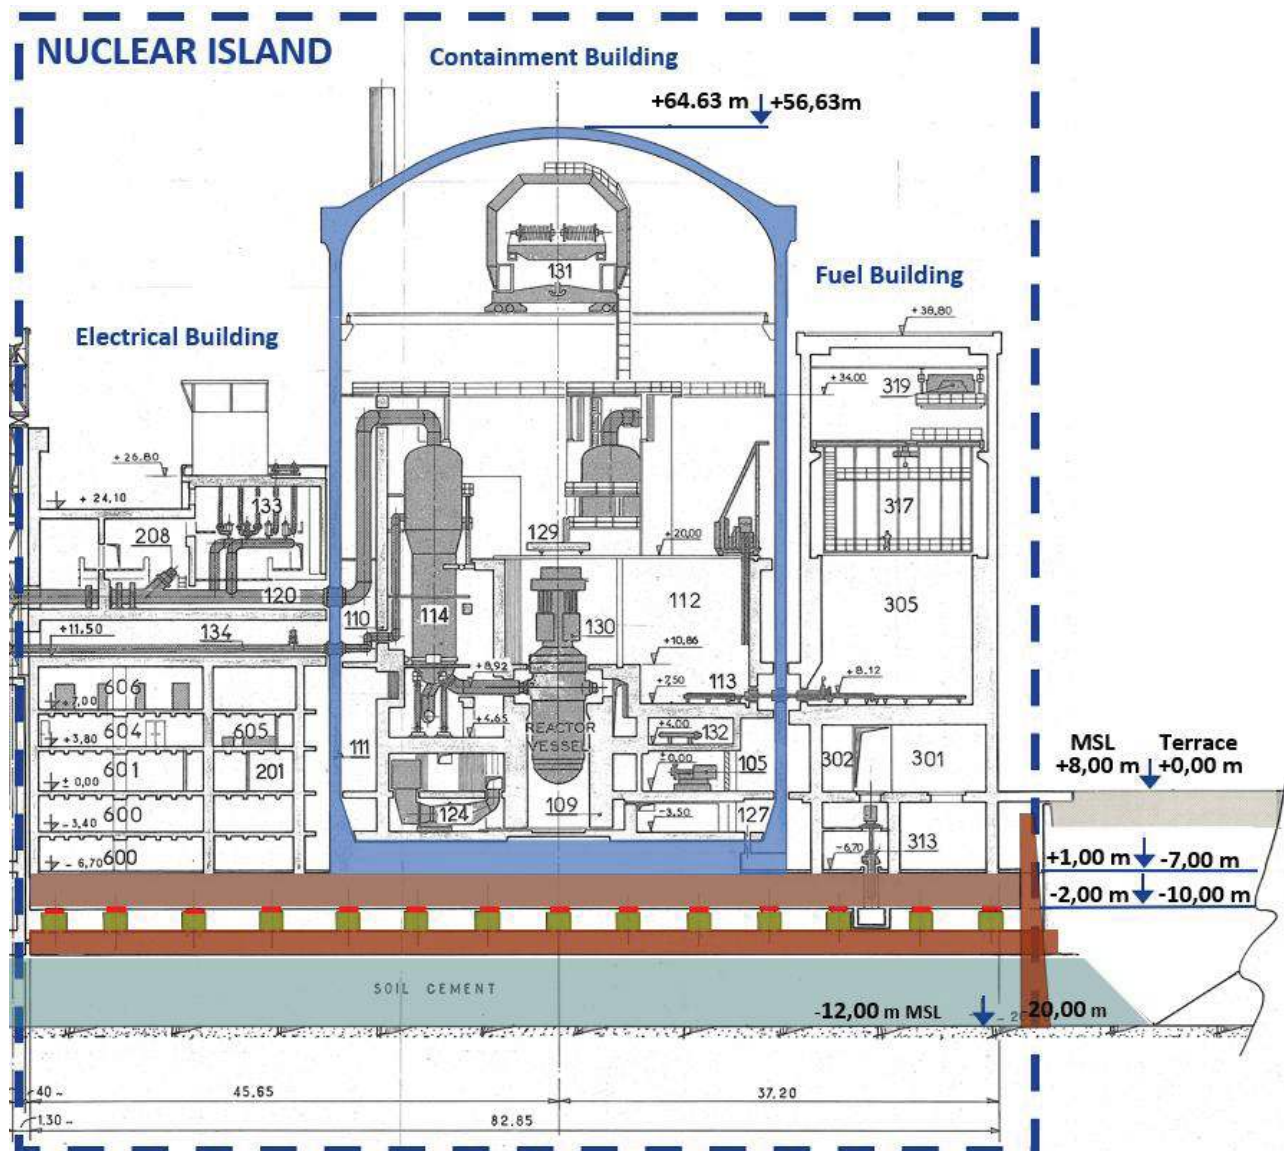 NUCLEAR ISLAND
Containment Building
+64.63 m +56,63m
131
Fuel Building
+38,80
Electrical Building
+34,00 319
+26.80
+24,10
133 317
208 129 +20,00
120 110 114 130 112 305
+11,50 134
+10,86
+8,92 +7,50 113 +8,12
606
+7,00
604 605 +4,65 REACTOR +4,00 132
+3,80 VESSEL
601 201 111 ±0,00 105 302 301
±0,00
MSL Terrace
+8,00 m +0,00 m
600 124 109 -3,50 127 313
-3,40
600
-6,70 -6,70
+1,00 m -7,00 m
-2,00 m -10,00 m
SOIL CEMENT
-12,00 m MSL -20,00 m
40 45.65 37.20
1.30 82.85